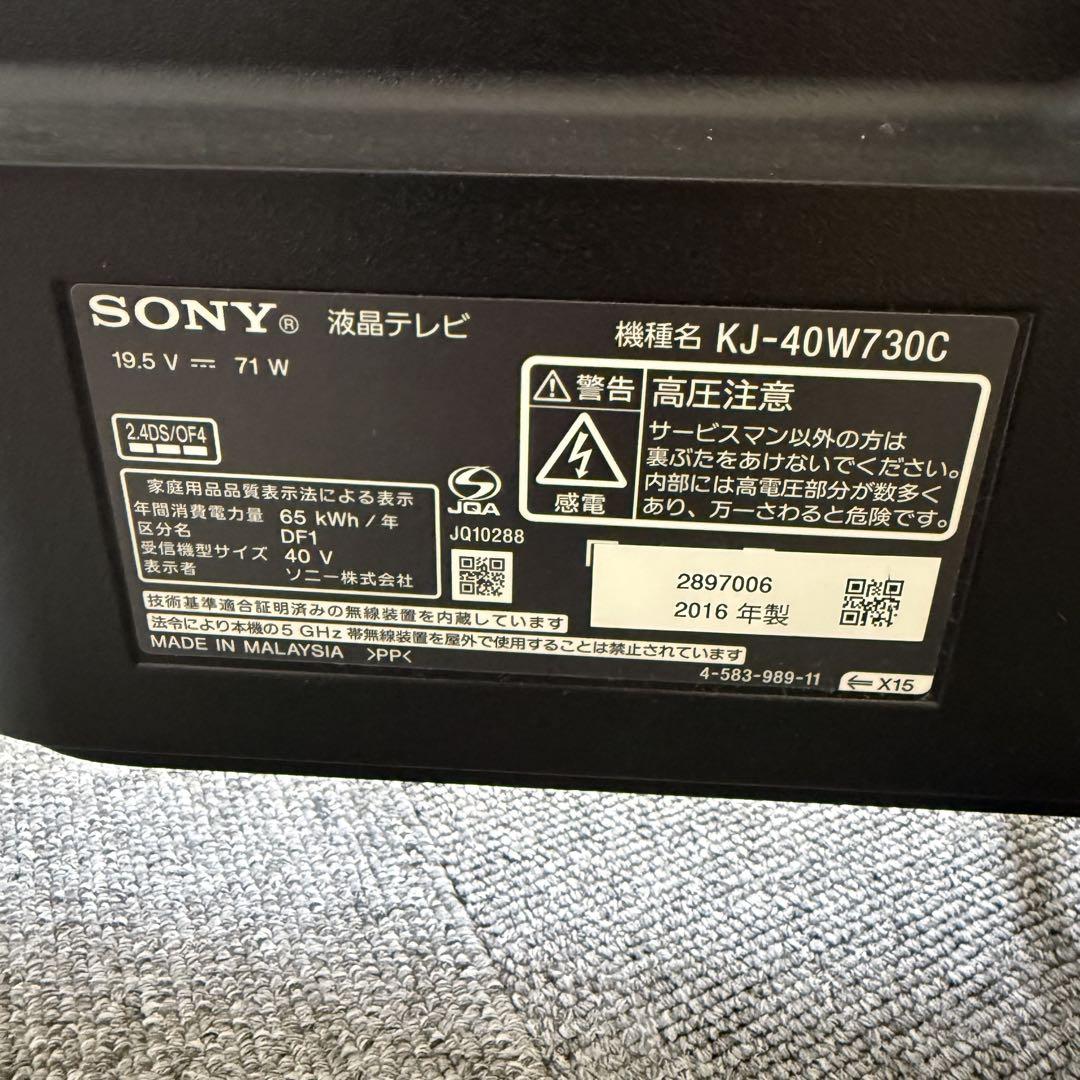 SONY® 液晶テレビ
機種名 KJ-40W730C
19.5 V ⎓ 71 W
2.4DS/OF4
家庭用品品質表示法による表示
年間消費電力量 65 kWh/年
区分名 DF1
受信機型サイズ 40 V
表示者 ソニー株式会社
JQA
JQ10288
警告
感電
高圧注意
サービスマン以外の方は
裏ぶたをあけないでください。
内部には高電圧部分が数多く
あり、万一さわると危険です。
2897006
2016 年製
技術基準適合証明済みの無線装置を内蔵しています
法令により本機の5 GHz 帯無線装置を屋外で使用することは禁止されています
MADE IN MALAYSIA >PP<
4-583-989-11
⇐ X15